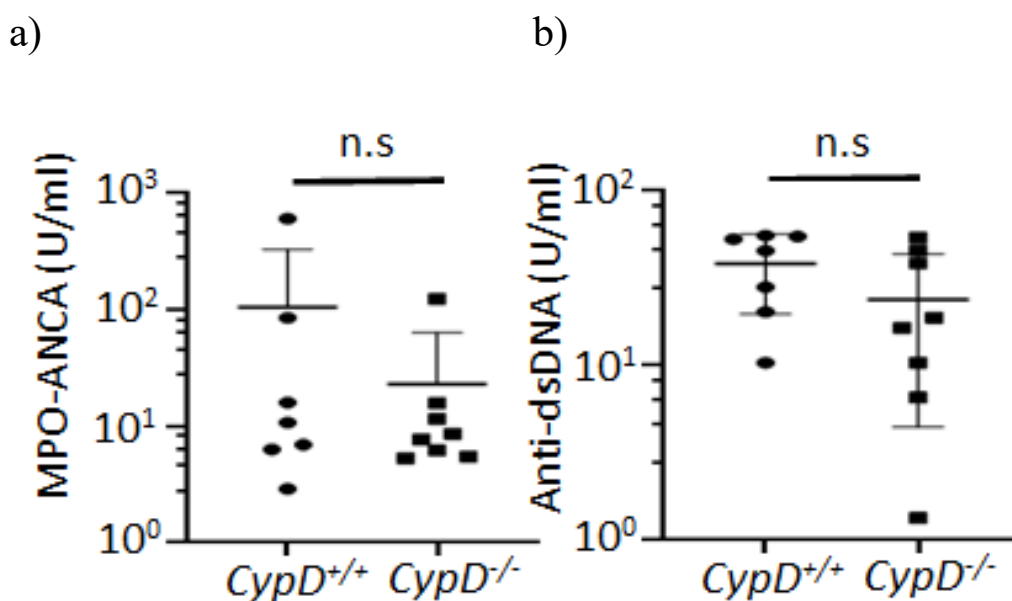 a)
b)
n.s
n.s
MPO-ANCA (U/ml)
10³
10²
10¹
10⁰
CypD⁺/⁺ CypD⁻/⁻
Anti-dsDNA (U/ml)
10²
10¹
10⁰
CypD⁺/⁺ CypD⁻/⁻